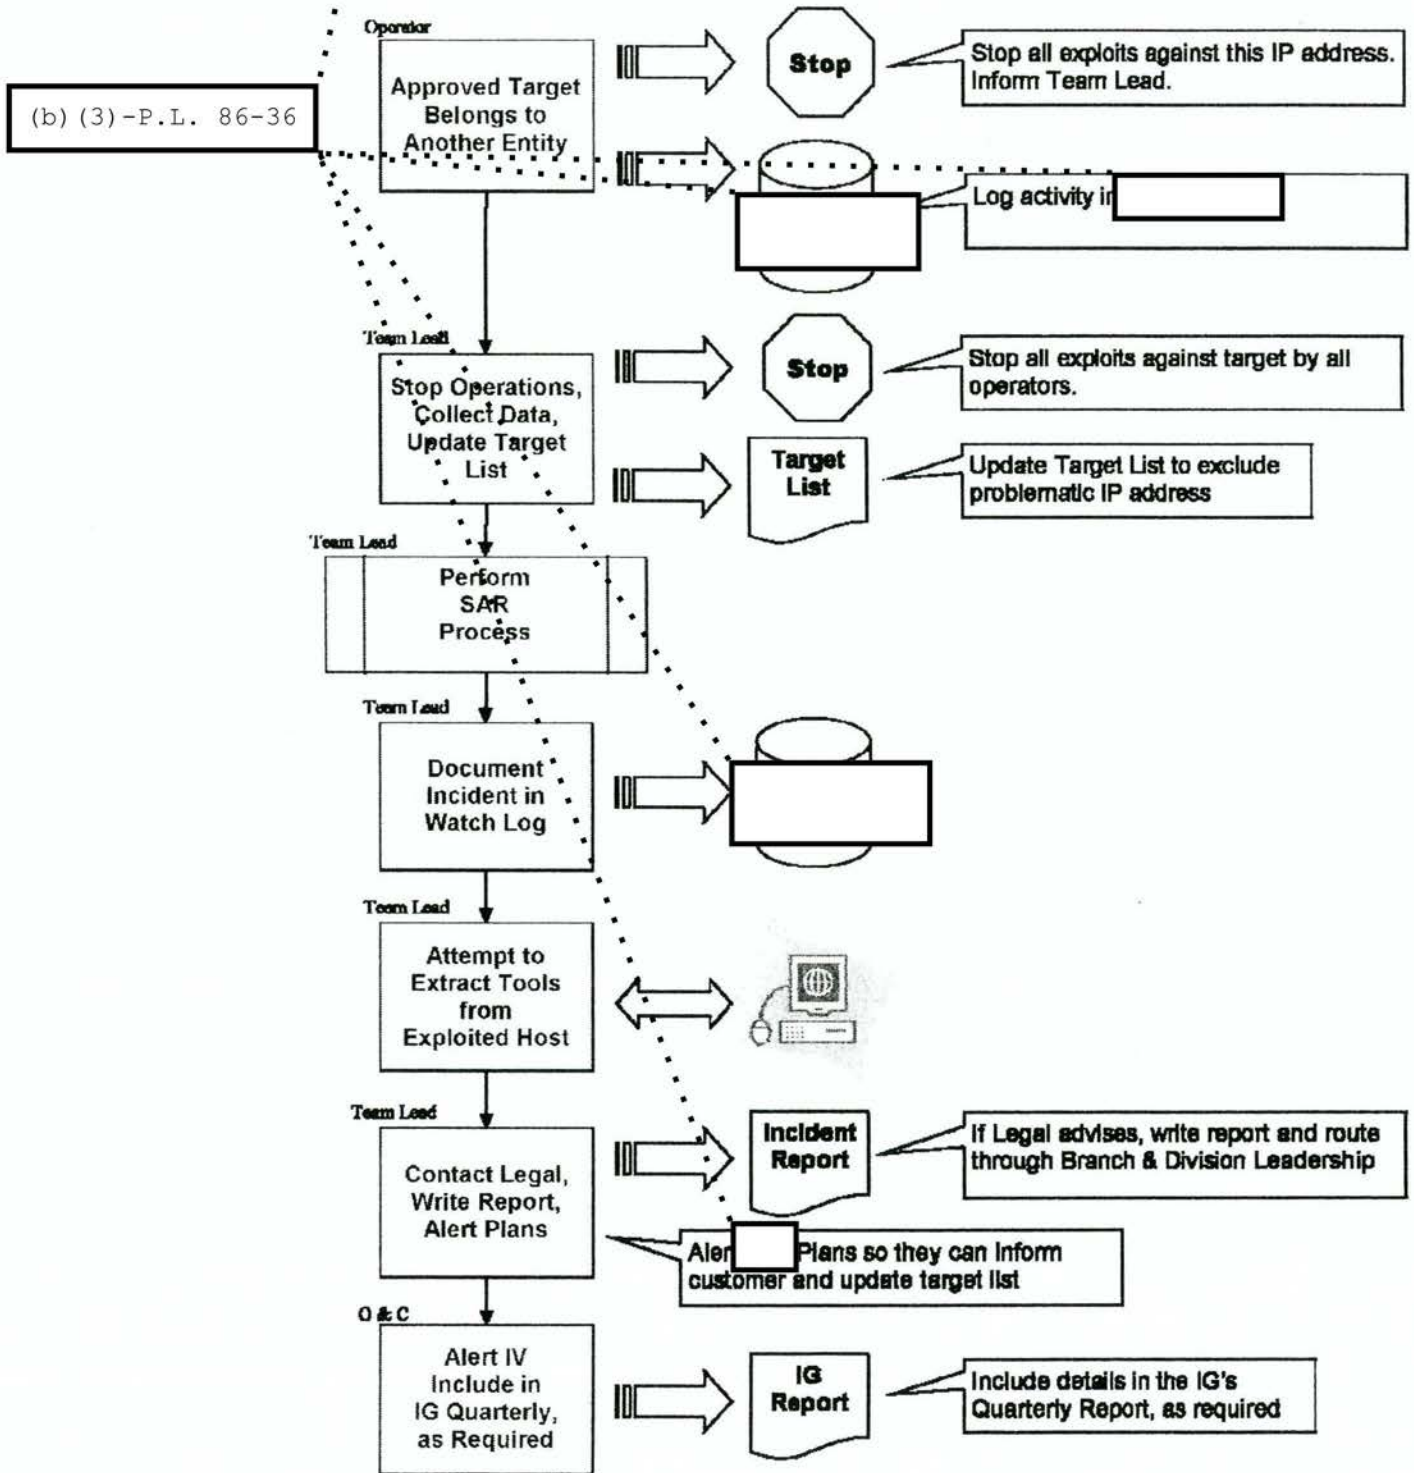 Operator
Approved Target
Belongs to
Another Entity
Stop
Stop all exploits against this IP address.
Inform Team Lead.
(b)(3)-P.L. 86-36
Log activity in
Team Lead
Stop Operations,
Collect Data,
Update Target
List
Stop
Stop all exploits against target by all
operators.
Target
List
Update Target List to exclude
problematic IP address
Team Lead
Perform
SAR
Process
Team Lead
Document
Incident in
Watch Log
Team Lead
Attempt to
Extract Tools
from
Exploited Host
Team Lead
Contact Legal,
Write Report,
Alert Plans
Incident
Report
If Legal advises, write report and route
through Branch & Division Leadership
Aler Plans so they can inform
customer and update target list
O & C
Alert IV
Include in
IG Quarterly,
as Required
IG
Report
Include details in the IG's
Quarterly Report, as required